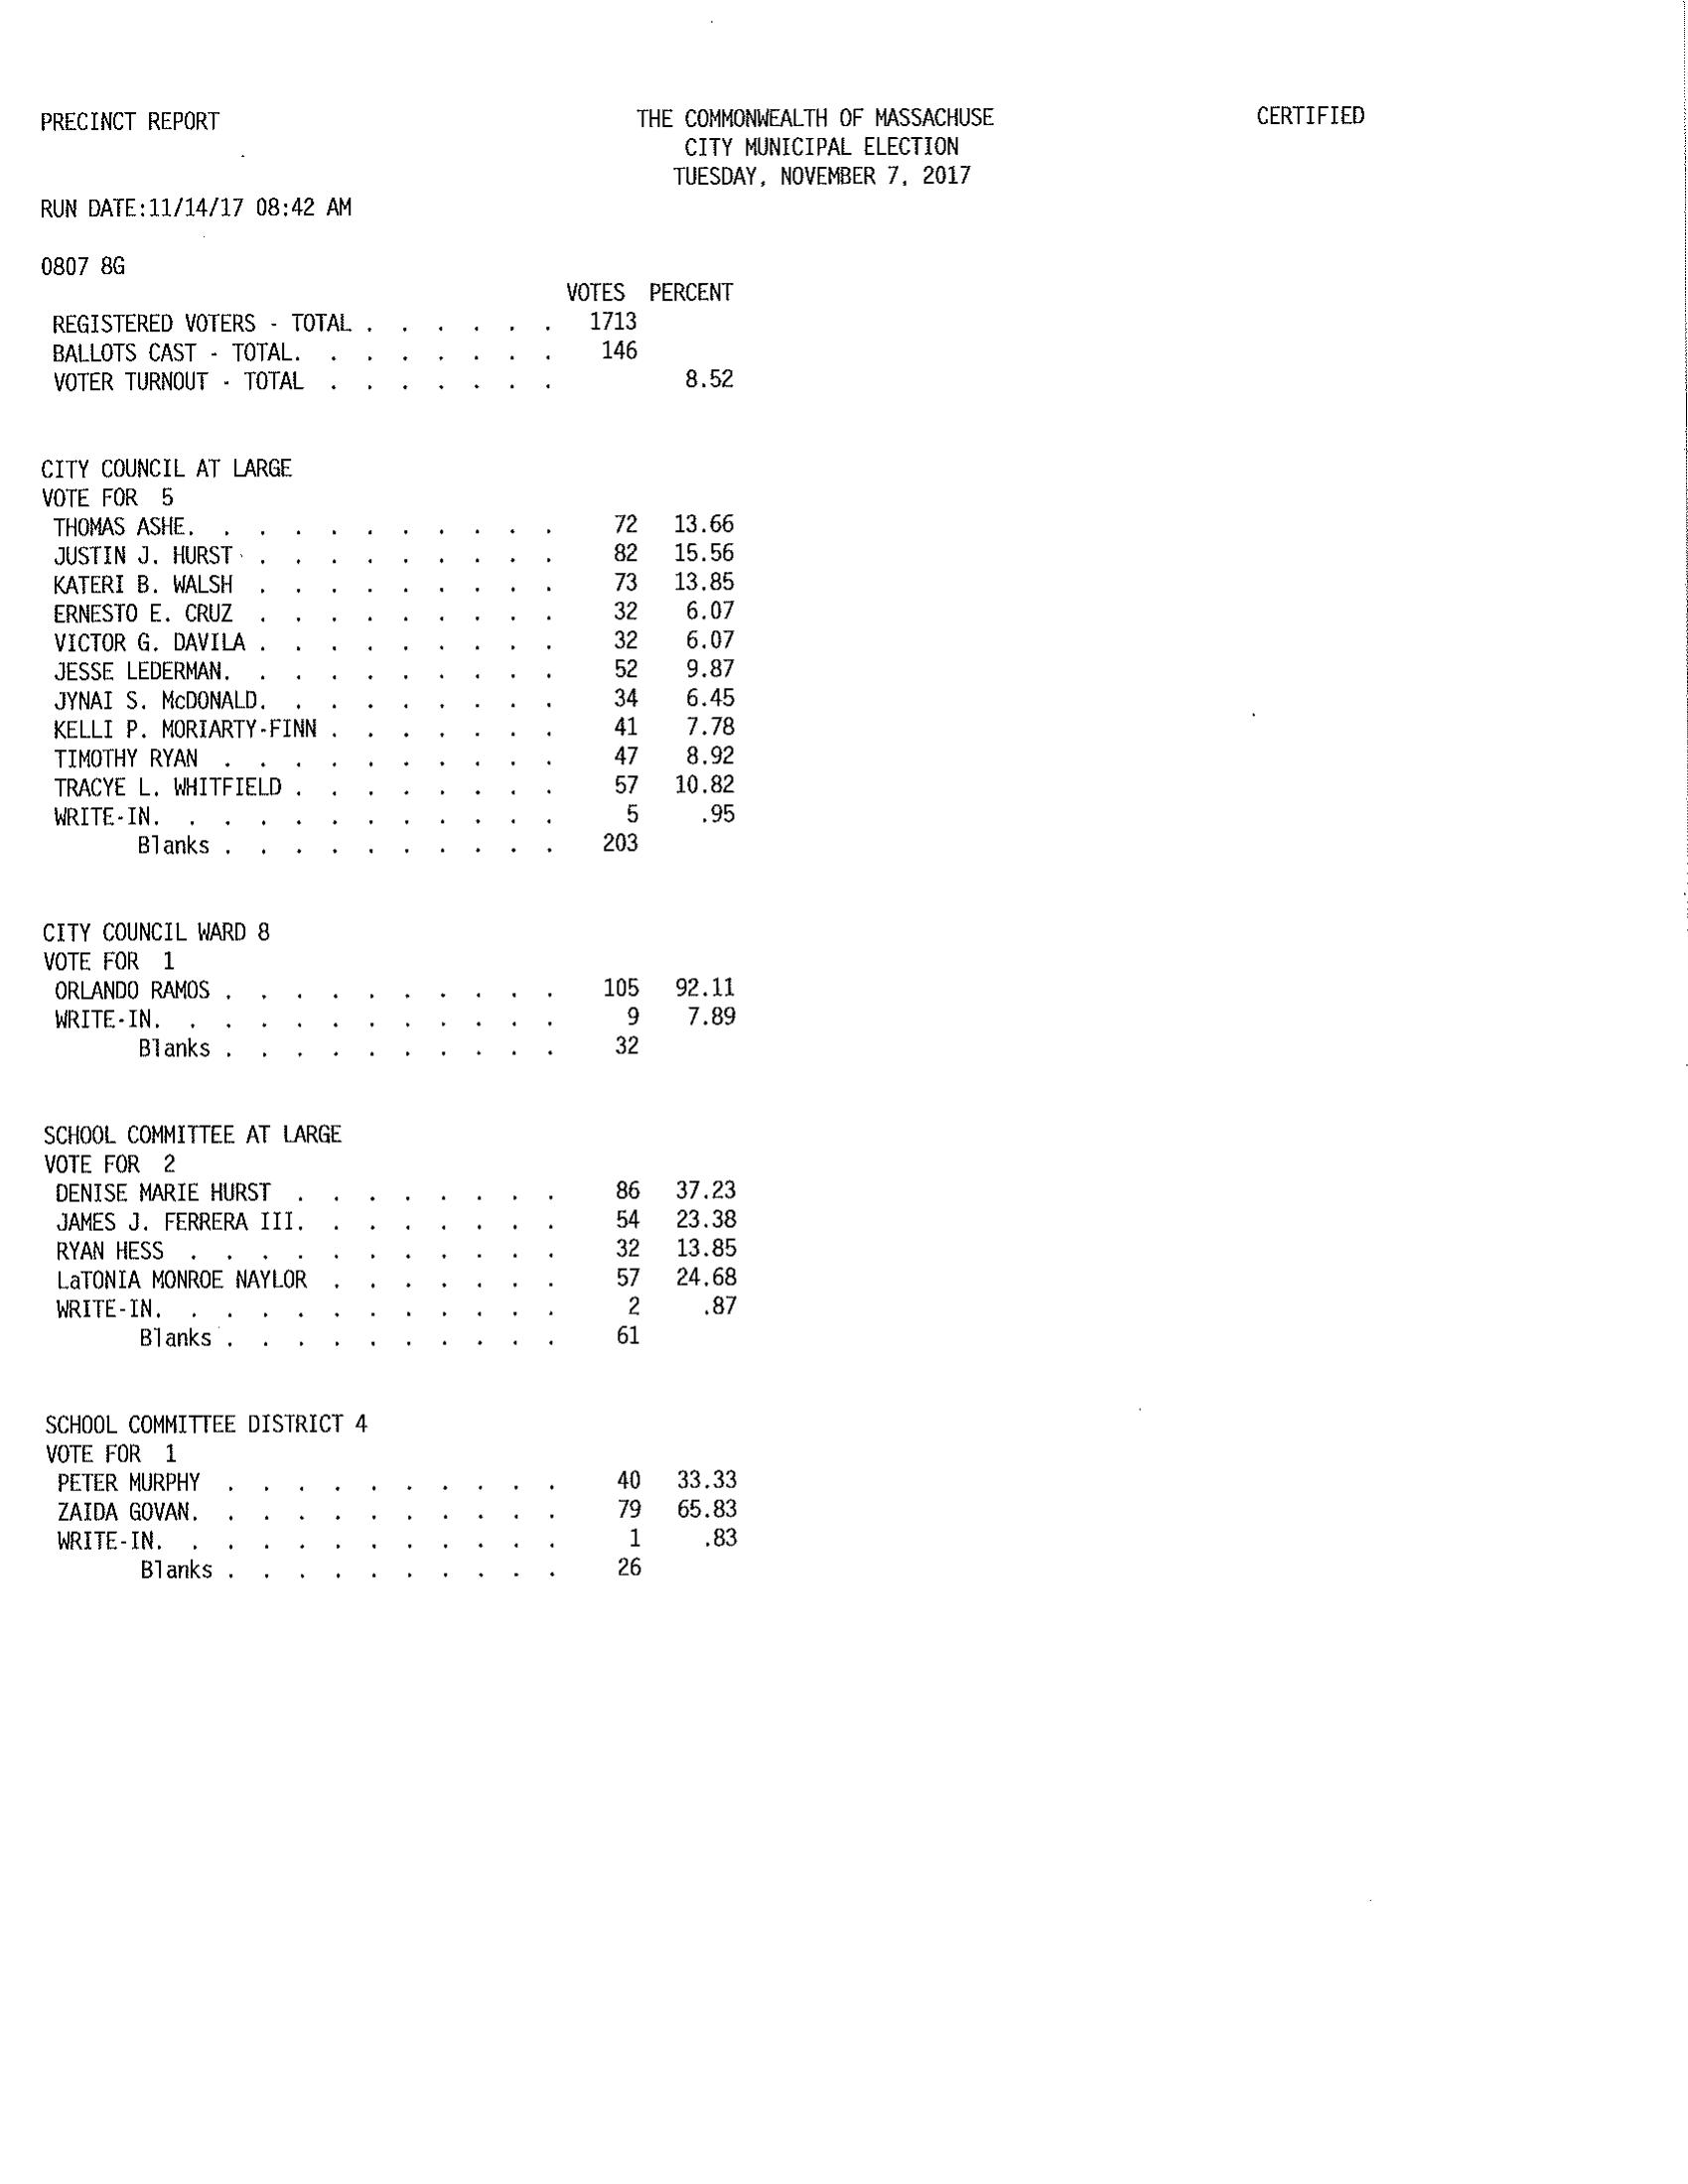 PRECINCT REPORT THE COMMONWEALTH OF MASSACHUSE CERTIFIED
CITY MUNICIPAL ELECTION
TUESDAY, NOVEMBER 7, 2017
RUN DATE:11/14/17 08:42 AM
0807 8G
VOTES PERCENT
REGISTERED VOTERS - TOTAL . . . . . . 1713
BALLOTS CAST - TOTAL. . . . . . . . 146
VOTER TURNOUT - TOTAL . . . . . . . 8.52
CITY COUNCIL AT LARGE
VOTE FOR 5
THOMAS ASHE. . . . . . . . . . . 72 13.66
JUSTIN J. HURST . . . . . . . . . 82 15.56
KATERI B. WALSH . . . . . . . . . 73 13.85
ERNESTO E. CRUZ . . . . . . . . . 32 6.07
VICTOR G. DAVILA . . . . . . . . . 32 6.07
JESSE LEDERMAN. . . . . . . . . . 52 9.87
JYNAI S. McDONALD. . . . . . . . . 34 6.45
KELLI P. MORIARTY-FINN . . . . . . . 41 7.78
TIMOTHY RYAN . . . . . . . . . . 47 8.92
TRACYE L. WHITFIELD . . . . . . . . 57 10.82
WRITE-IN. . . . . . . . . . . . 5 .95
Blanks . . . . . . . . . . 203
CITY COUNCIL WARD 8
VOTE FOR 1
ORLANDO RAMOS . . . . . . . . . . 105 92.11
WRITE-IN. . . . . . . . . . . . 9 7.89
Blanks . . . . . . . . . . 32
SCHOOL COMMITTEE AT LARGE
VOTE FOR 2
DENISE MARIE HURST . . . . . . . . 86 37.23
JAMES J. FERRERA III. . . . . . . . 54 23.38
RYAN HESS . . . . . . . . . . . 32 13.85
LaTONIA MONROE NAYLOR . . . . . . . 57 24.68
WRITE-IN. . . . . . . . . . . . 2 .87
Blanks . . . . . . . . . . 61
SCHOOL COMMITTEE DISTRICT 4
VOTE FOR 1
PETER MURPHY . . . . . . . . . . 40 33.33
ZAIDA GOVAN. . . . . . . . . . . 79 65.83
WRITE-IN. . . . . . . . . . . . 1 .83
Blanks . . . . . . . . . . 26